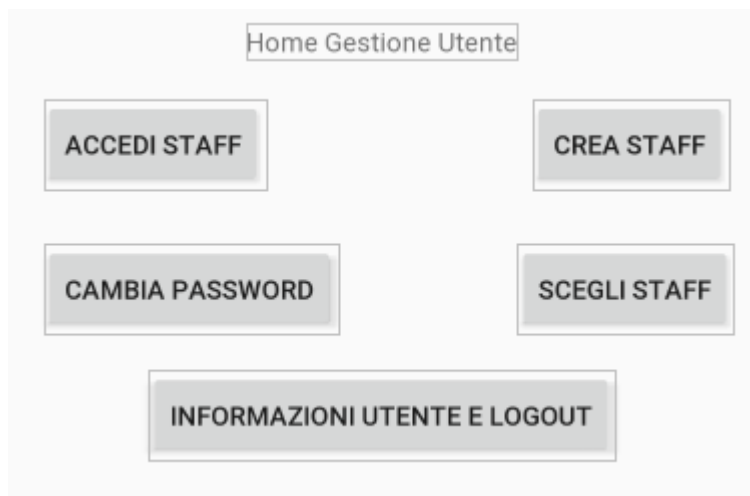 Home Gestione Utente
ACCEDI STAFF
CREA STAFF
CAMBIA PASSWORD
SCEGLI STAFF
INFORMAZIONI UTENTE E LOGOUT